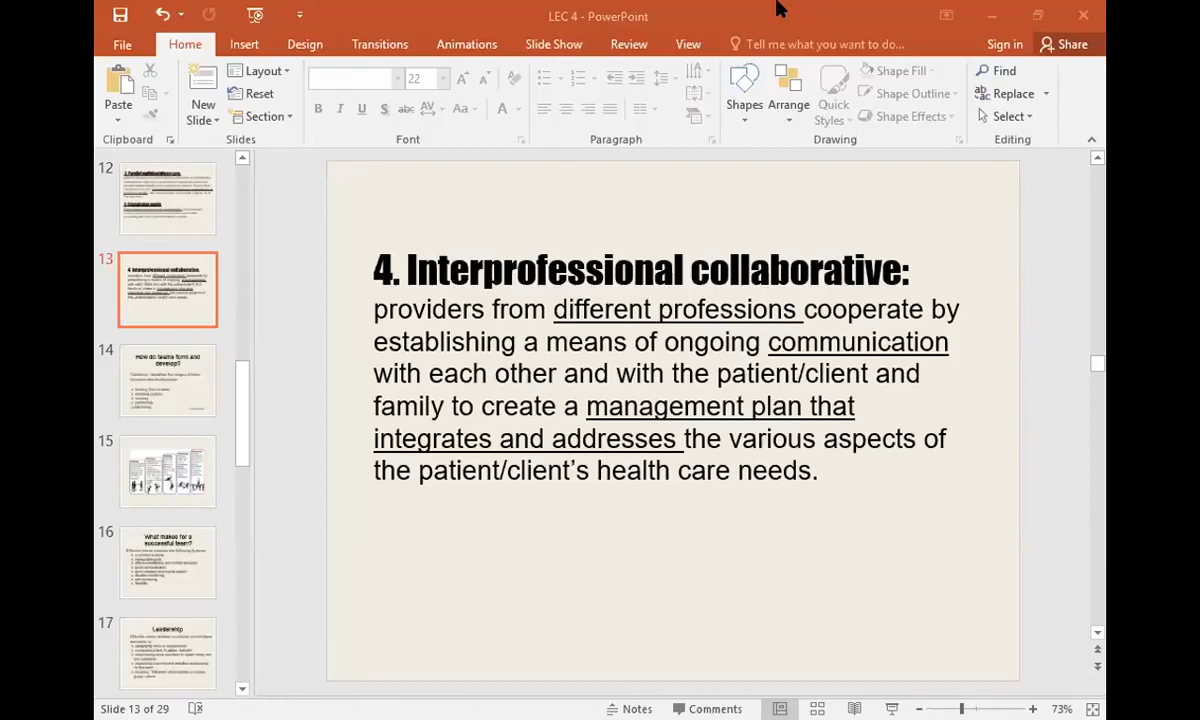 LEC 4 - PowerPoint
File Home Insert Design Transitions Animations Slide Show Review View Tell me what you want to do... Sign in Share
Paste
Clipboard
New Slide
Layout
Reset
Section
Slides
22
B I U S abc AV Aa A
Font
Paragraph
Shapes Arrange Quick Styles
Shape Fill
Shape Outline
Shape Effects
Drawing
Find
Replace
Select
Editing
12
13
4. Interprofessional collaborative:
14
How do teams form and
develop?
15
16
What makes for a
successful team?
17
Leadership
4. Interprofessional collaborative:
providers from different professions cooperate by
establishing a means of ongoing communication
with each other and with the patient/client and
family to create a management plan that
integrates and addresses the various aspects of
the patient/client’s health care needs.
Slide 13 of 29 Notes Comments 73%